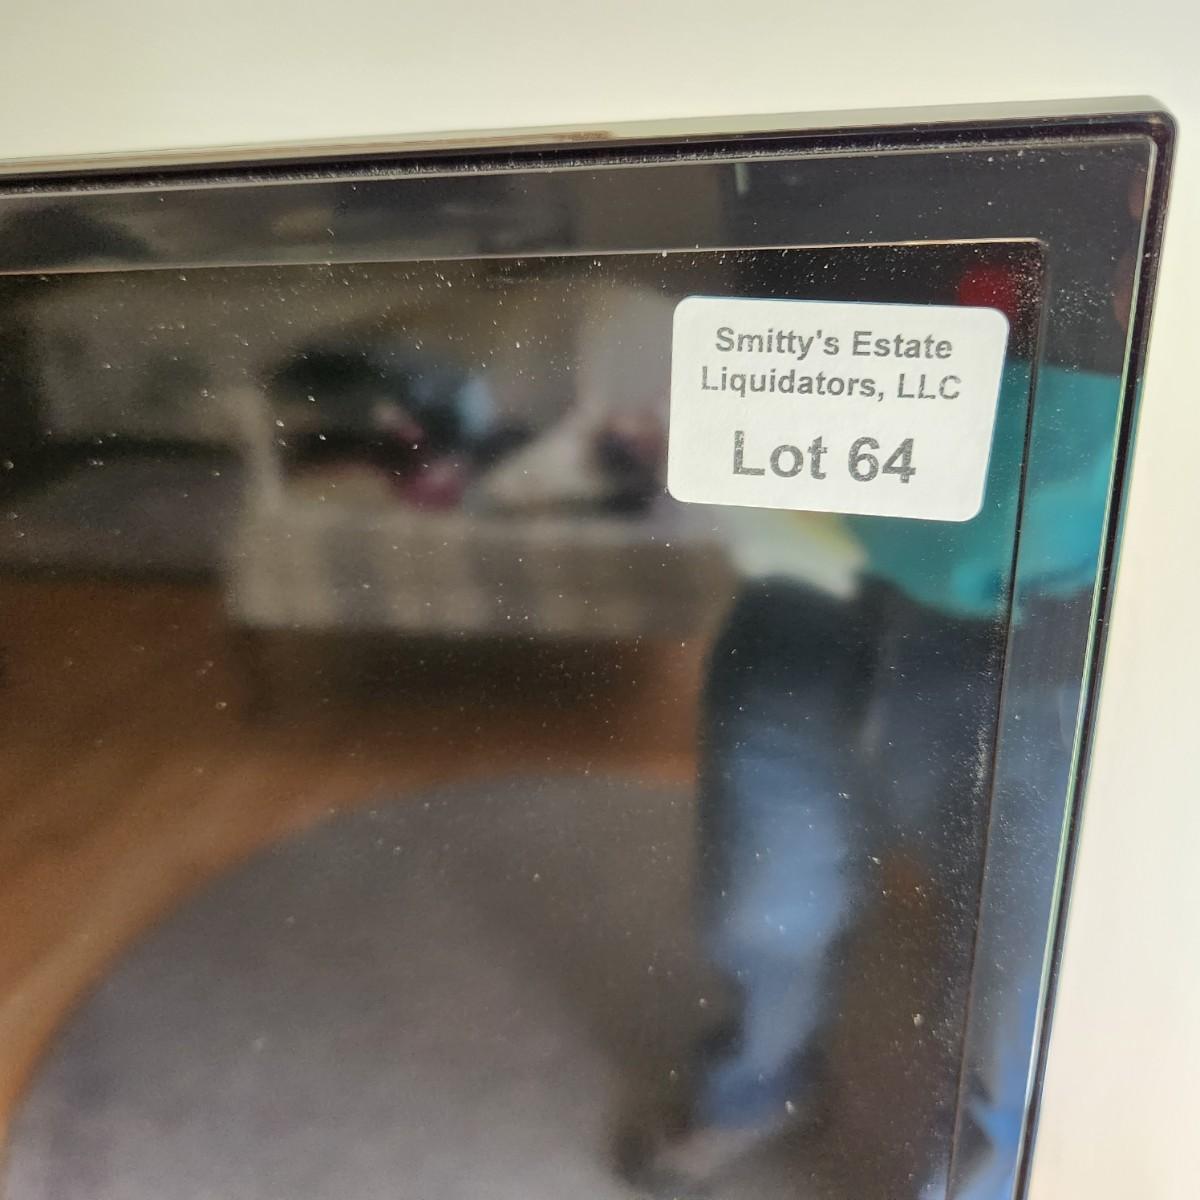 Smitty's Estate
Liquidators, LLC
Lot 64